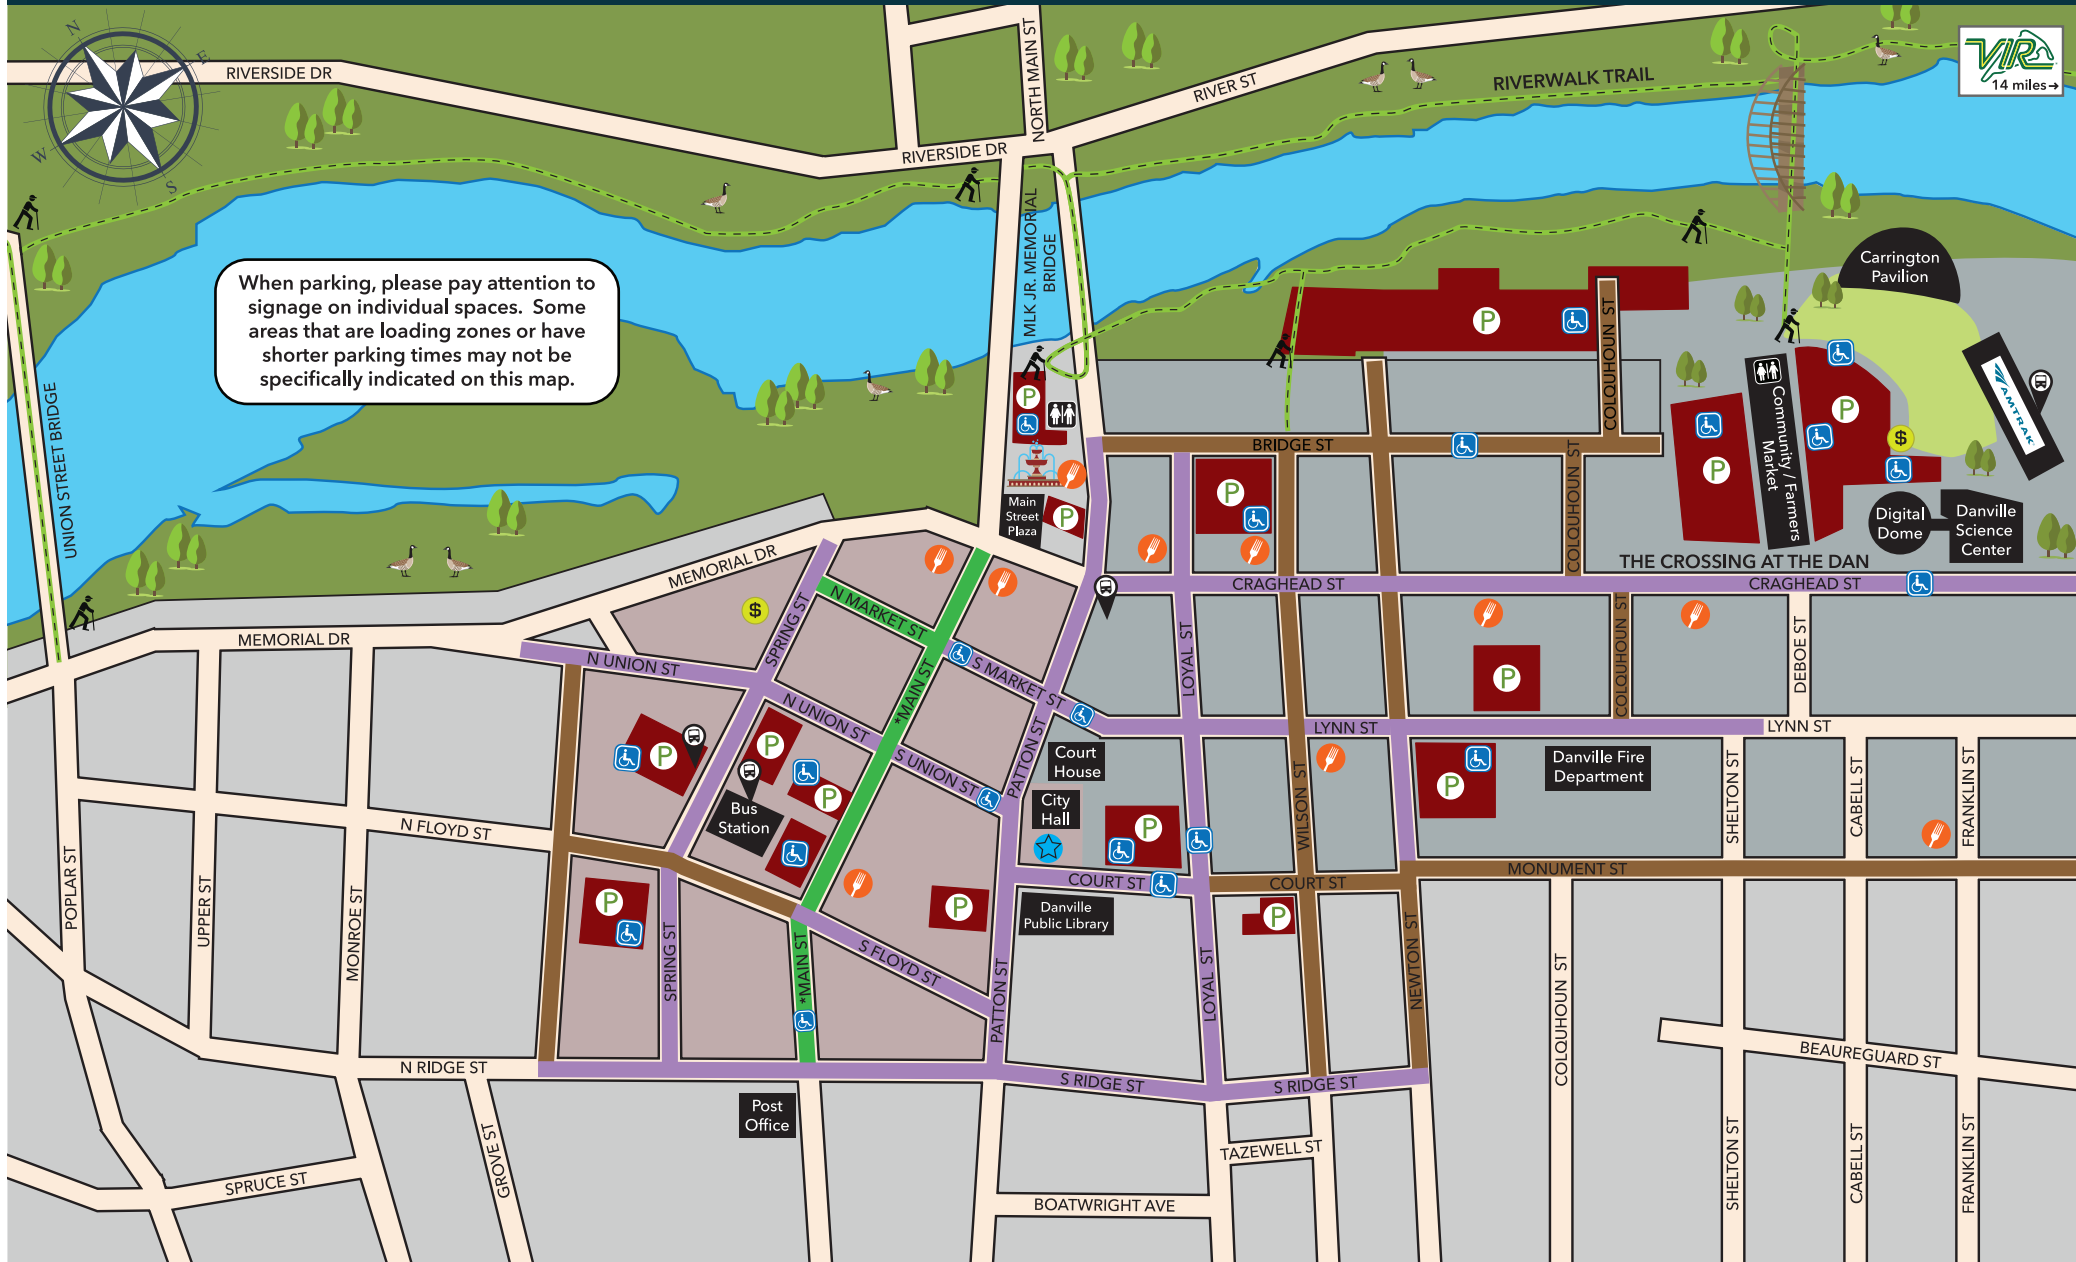 N
E
W
S
RIVERSIDE DR
NORTH MAIN ST
RIVER ST
RIVERWALK TRAIL
VIR
14 miles→
RIVERSIDE DR
MLK JR. MEMORIAL
BRIDGE
When parking, please pay attention to
signage on individual spaces. Some
areas that are loading zones or have
shorter parking times may not be
specifically indicated on this map.
Carrington
Pavilion
P
COLQUHOUN ST
AMTRAK
UNION STREET BRIDGE
P
Community / Farmers
Market
P
P
$
BRIDGE ST
COLQUHOUN ST
P
Main
Street
Plaza
P
Digital
Dome
Danville
Science
Center
THE CROSSING AT THE DAN
MEMORIAL DR
CRAGHEAD ST
CRAGHEAD ST
$
N MARKET ST
SPRING ST
MEMORIAL DR
N UNION ST
S MARKET ST
*MAIN ST
LOYAL ST
COLQUHOUN ST
DEBOE ST
P
N UNION ST
LYNN ST
LYNN ST
P
P
S UNION ST
PATTON ST
Court
House
P
Danville Fire
Department
P
P
Bus
Station
City
Hall
P
WILSON ST
SHELTON ST
CABELL ST
FRANKLIN ST
N FLOYD ST
POPLAR ST
UPPER ST
MONROE ST
COURT ST
COURT ST
MONUMENT ST
P
P
Danville
Public Library
P
S FLOYD ST
SPRING ST
*MAIN ST
PATTON ST
LOYAL ST
NEWTON ST
COLQUHOUN ST
BEAUREGUARD ST
N RIDGE ST
S RIDGE ST
S RIDGE ST
Post
Office
GROVE ST
TAZEWELL ST
SPRUCE ST
BOATWRIGHT AVE
SHELTON ST
CABELL ST
FRANKLIN ST